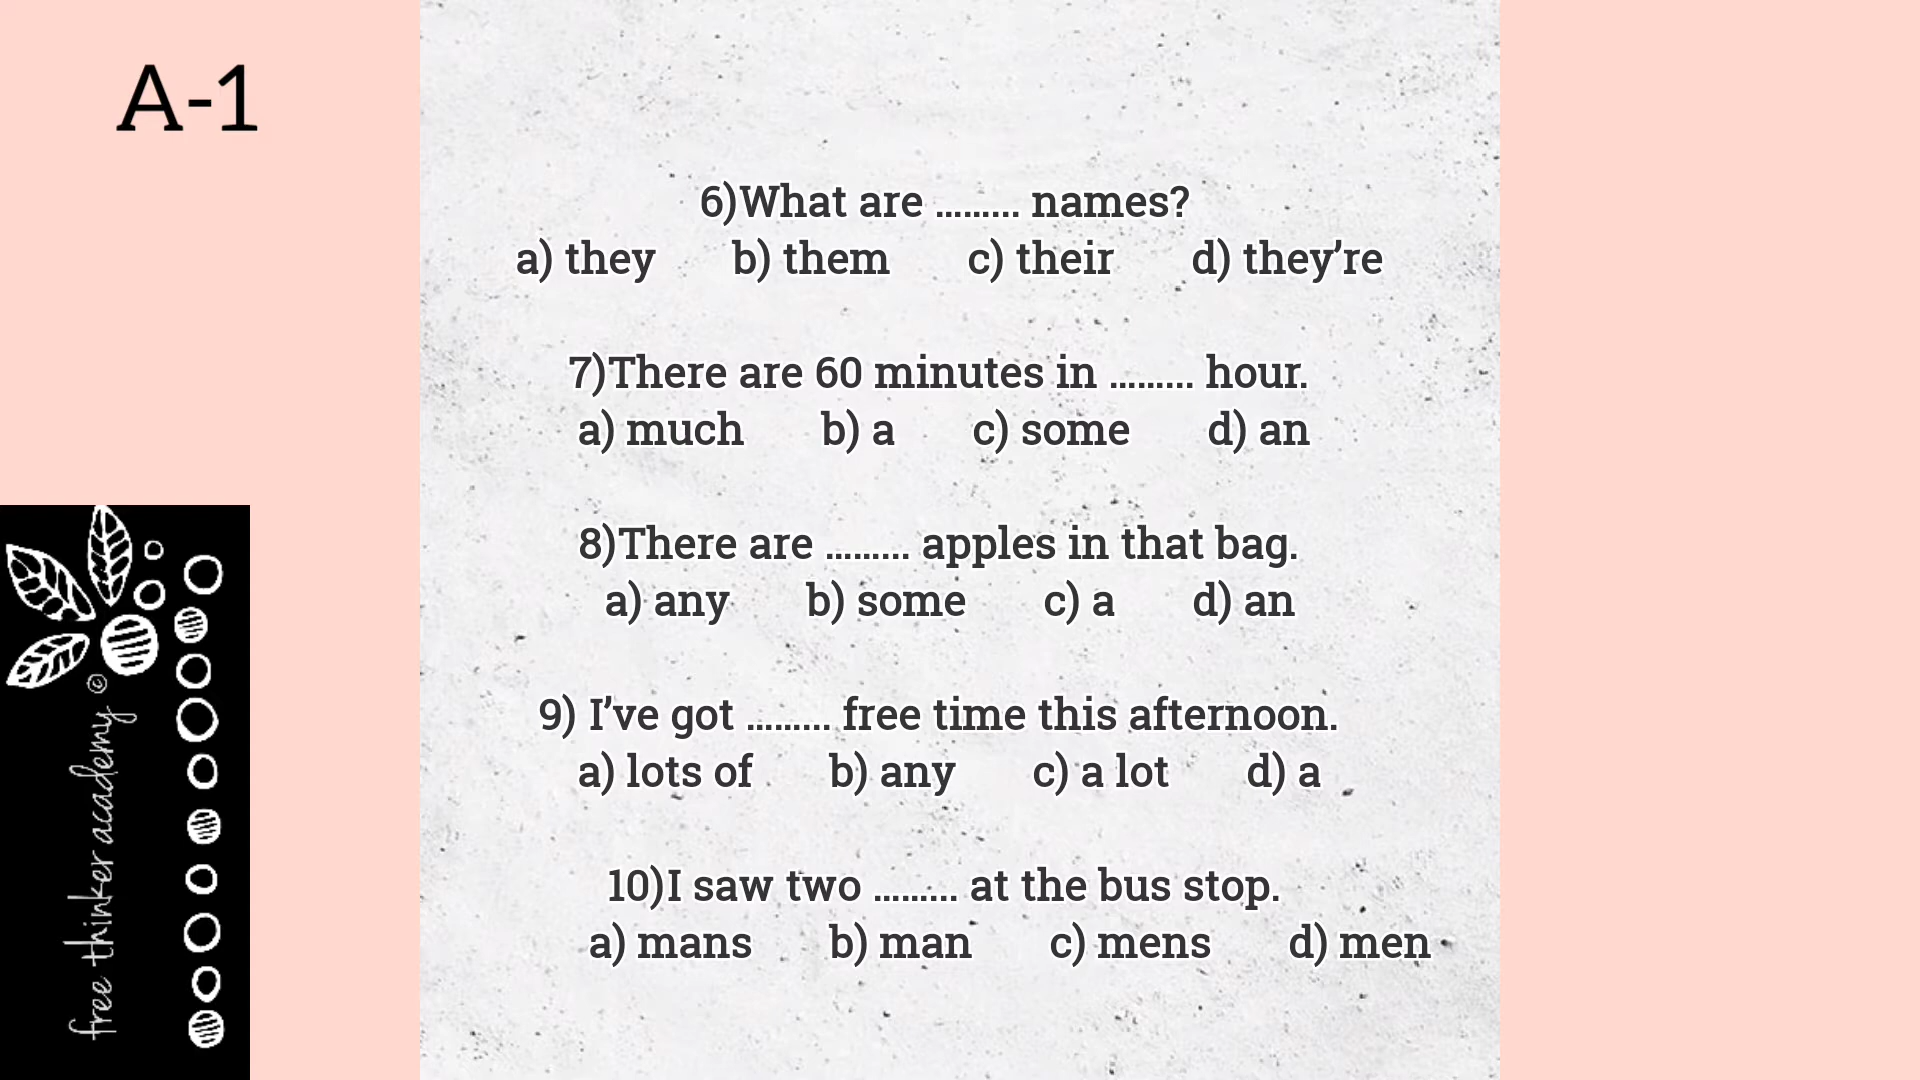 A-1
6)What are ......... names?
a) they b) them c) their d) they’re
7)There are 60 minutes in ......... hour.
a) much b) a c) some d) an
8)There are ......... apples in that bag.
a) any b) some c) a d) an
9) I’ve got ......... free time this afternoon.
a) lots of b) any c) a lot d) a
10)I saw two ......... at the bus stop.
a) mans b) man c) mens d) men
free thinker academy ©